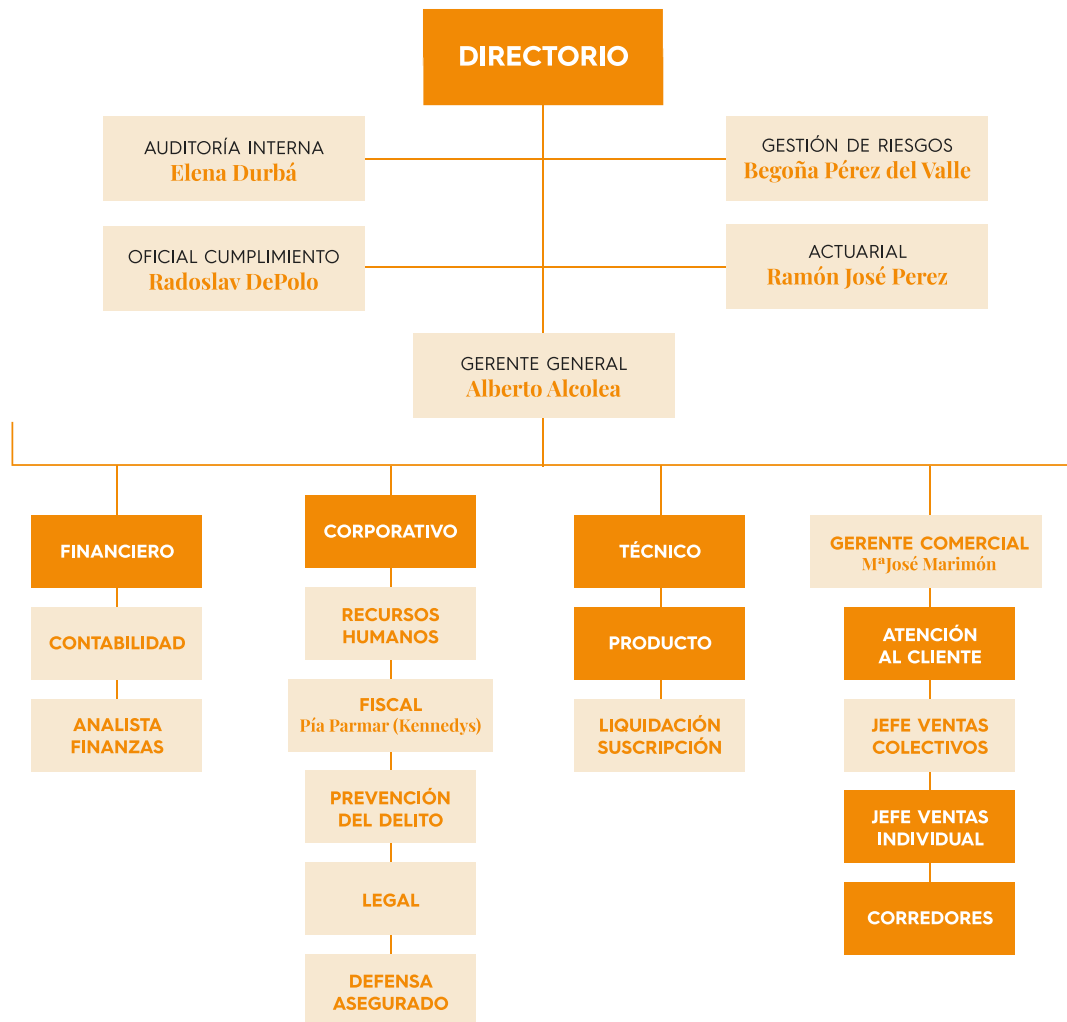 DIRECTORIO
AUDITORÍA INTERNA
Elena Durbá
GESTIÓN DE RIESGOS
Begoña Pérez del Valle
OFICIAL CUMPLIMIENTO
Radoslav DePolo
ACTUARIAL
Ramón José Perez
GERENTE GENERAL
Alberto Alcolea
FINANCIERO
CONTABILIDAD
ANALISTA
FINANZAS
CORPORATIVO
RECURSOS
HUMANOS
FISCAL
Pía Parmar (Kennedys)
PREVENCIÓN
DEL DELITO
LEGAL
DEFENSA
ASEGURADO
TÉCNICO
PRODUCTO
LIQUIDACIÓN
SUSCRIPCIÓN
GERENTE COMERCIAL
MªJosé Marimón
ATENCIÓN
AL CLIENTE
JEFE VENTAS
COLECTIVOS
JEFE VENTAS
INDIVIDUAL
CORREDORES